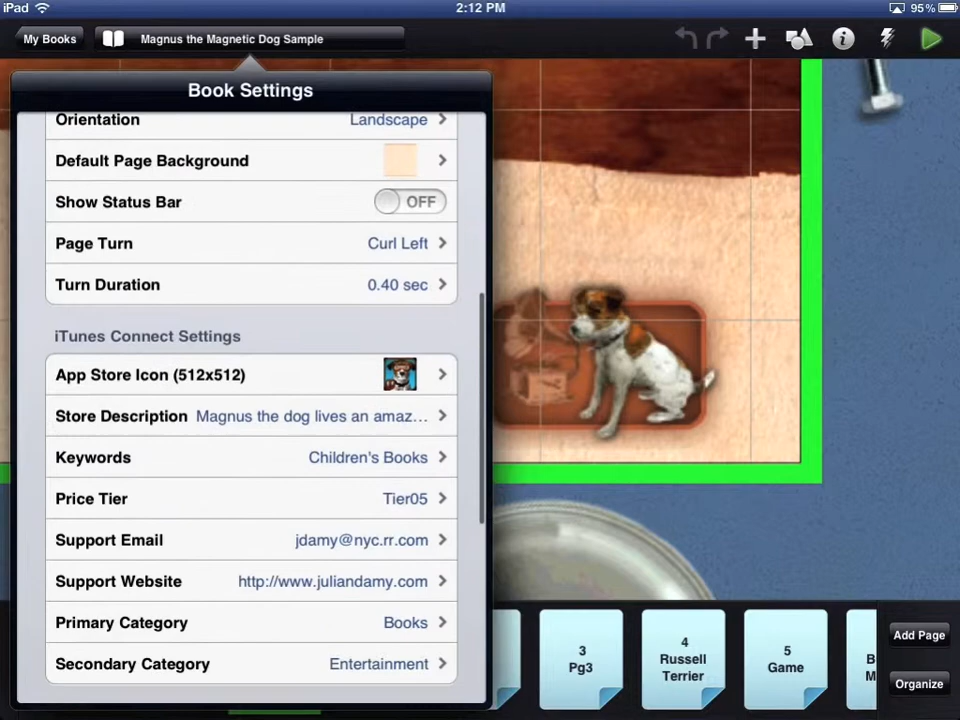 iPad 2:12 PM 95%
My Books Magnus the Magnetic Dog Sample
Book Settings
Orientation Landscape
Default Page Background
Show Status Bar OFF
Page Turn Curl Left
Turn Duration 0.40 sec
iTunes Connect Settings
App Store Icon (512x512)
Store Description Magnus the dog lives an amaz...
Keywords Children's Books
Price Tier Tier05
Support Email jdamy@nyc.rr.com
Support Website http://www.juliandamy.com
Primary Category Books
Secondary Category Entertainment
3
Pg3
4
Russell
Terrier
5
Game
Add Page
Organize